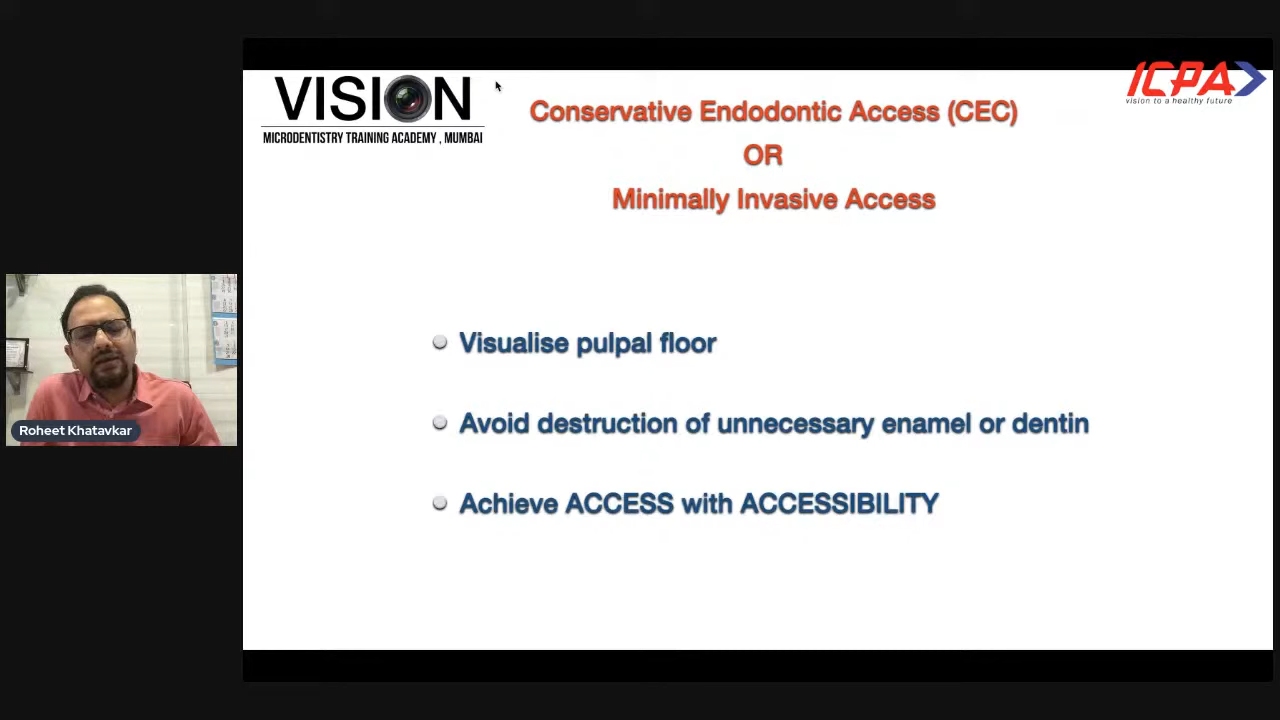 VISION
MICRODENTISTRY TRAINING ACADEMY , MUMBAI
ICPA
vision to a healthy future
Conservative Endodontic Access (CEC)
OR
Minimally Invasive Access
Visualise pulpal floor
Avoid destruction of unnecessary enamel or dentin
Achieve ACCESS with ACCESSIBILITY
Roheet Khatavkar